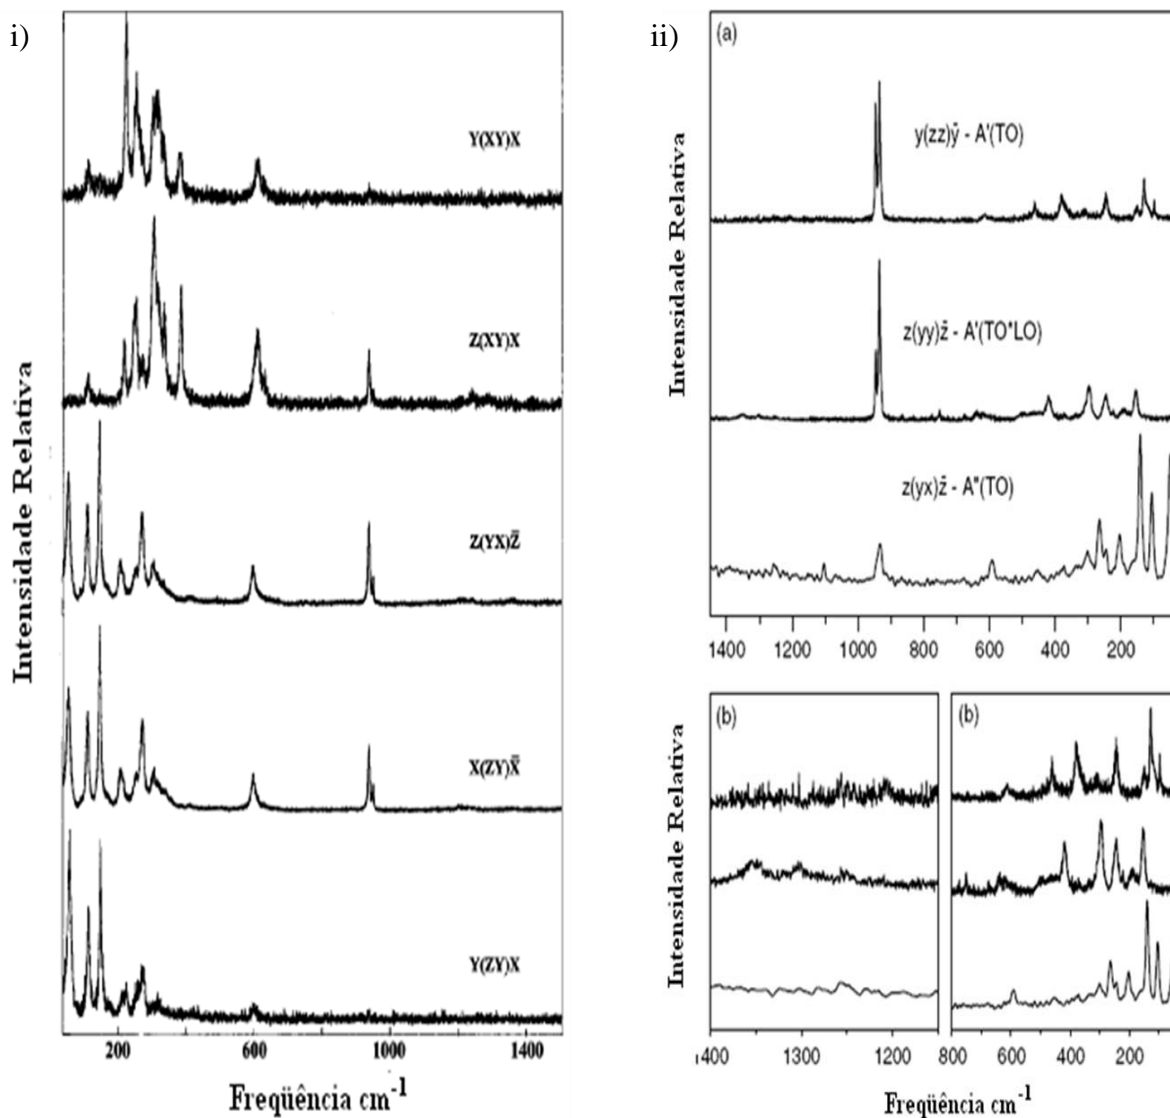 i)
Intensidade Relativa
Y(XY)X
Z(XY)X
Z(YX)Z̅
X(ZY)X̅
Y(ZY)X
200 600 1000 1400
Freqüência cm-1
ii)
(a)
Intensidade Relativa
y(zz)ȳ - A'(TO)
z(yy)z̄ - A'(TO*LO)
z(yx)z̄ - A''(TO)
1400 1200 1000 800 600 400 200
(b)
(b)
Intensidade Relativa
1400 1300 1200
800 600 400 200
Freqüência cm-1